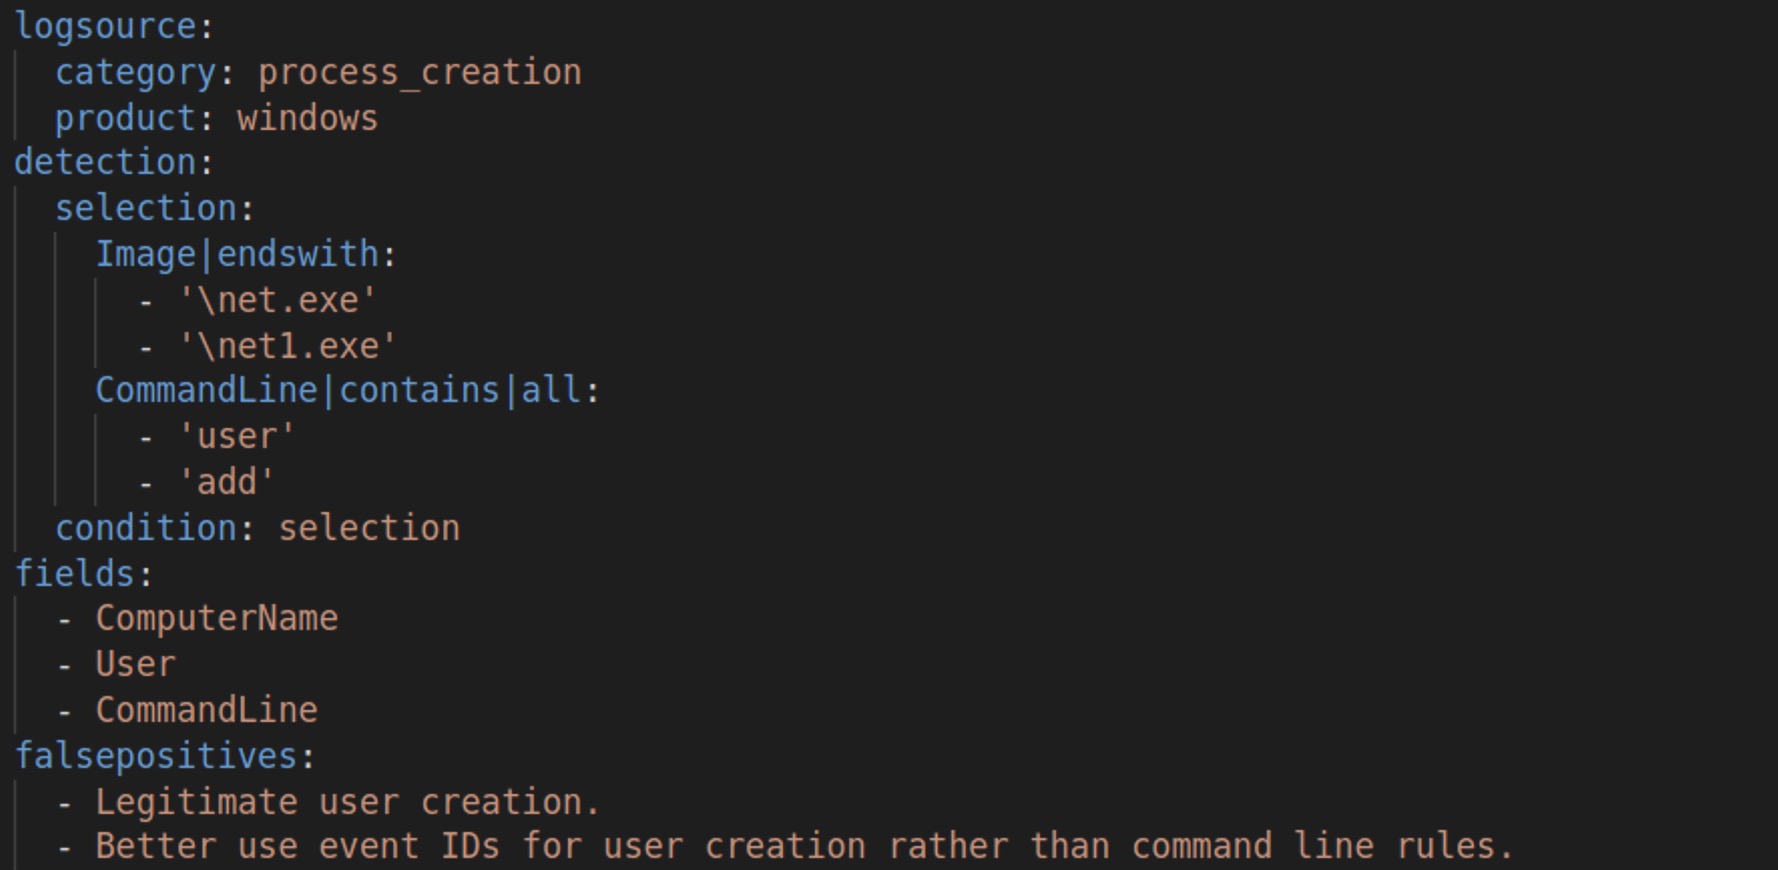 logsource:
  category: process_creation
  product: windows
detection:
  selection:
    Image|endswith:
      - '\net.exe'
      - '\net1.exe'
    CommandLine|contains|all:
      - 'user'
      - 'add'
  condition: selection
fields:
  - ComputerName
  - User
  - CommandLine
falsepositives:
  - Legitimate user creation.
  - Better use event IDs for user creation rather than command line rules.